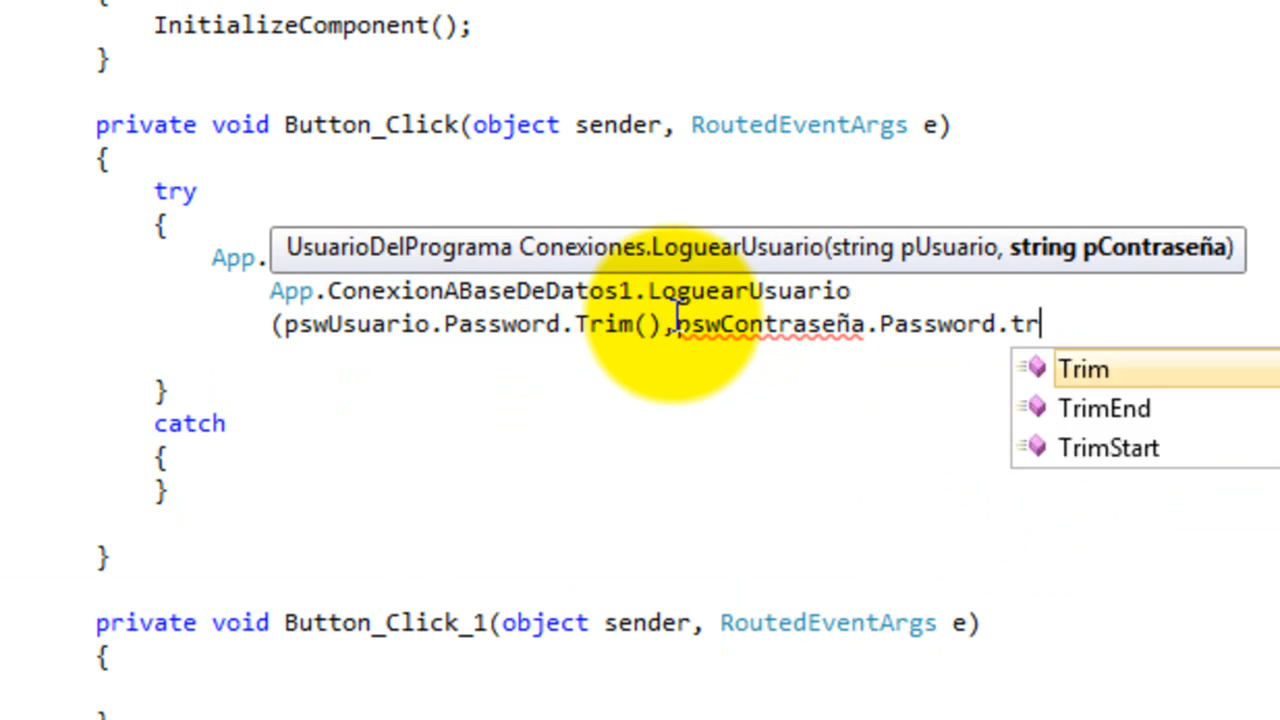 {
InitializeComponent();
}
private void Button_Click(object sender, RoutedEventArgs e)
{
try
{
App.
UsuarioDelPrograma Conexiones.LoguearUsuario(string pUsuario, string pContraseña)
App.ConexionABaseDeDatos1.LoguearUsuario
(pswUsuario.Password.Trim(),pswContraseña.Password.tr
Trim
TrimEnd
TrimStart
}
catch
{
}
}
private void Button_Click_1(object sender, RoutedEventArgs e)
{
}